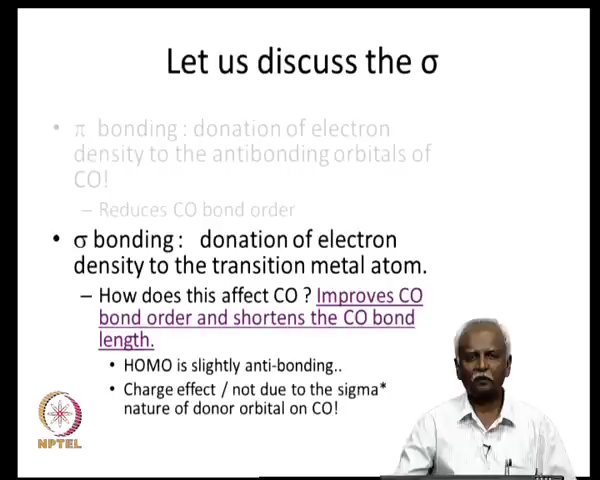 Let us discuss the σ
• π bonding : donation of electron
density to the antibonding orbitals of
CO!
– Reduces CO bond order
• σ bonding : donation of electron
density to the transition metal atom.
– How does this affect CO ? Improves CO
bond order and shortens the CO bond
length.
• HOMO is slightly anti-bonding..
• Charge effect / not due to the sigma*
nature of donor orbital on CO!
NPTEL